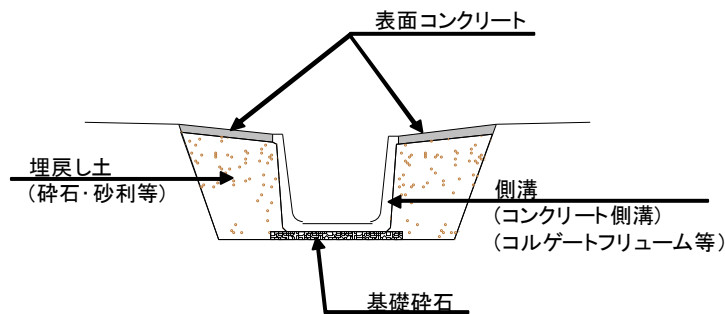 表面コンクリート
埋戻し土
(砕石・砂利等)
側溝
(コンクリート側溝)
(コルゲートフリューム等)
基礎砕石